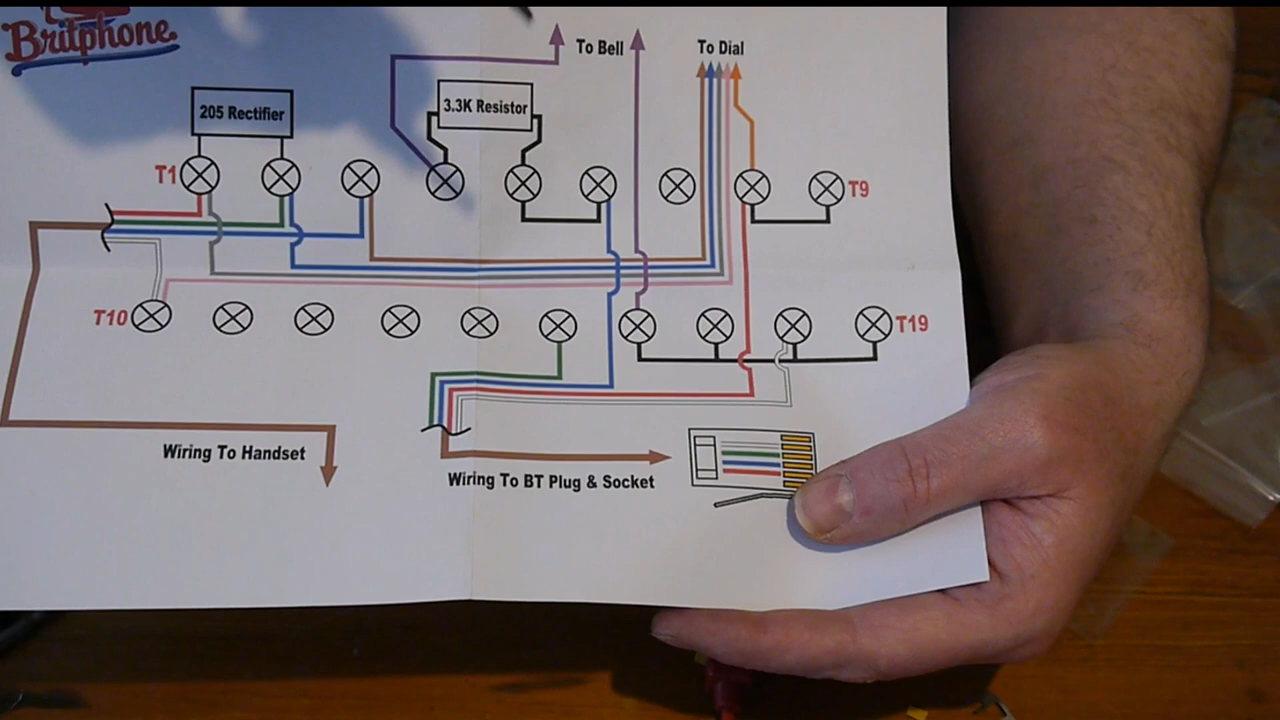 Britphone.
To Bell
To Dial
205 Rectifier
3.3K Resistor
T1
T9
T10
T19
Wiring To Handset
Wiring To BT Plug & Socket